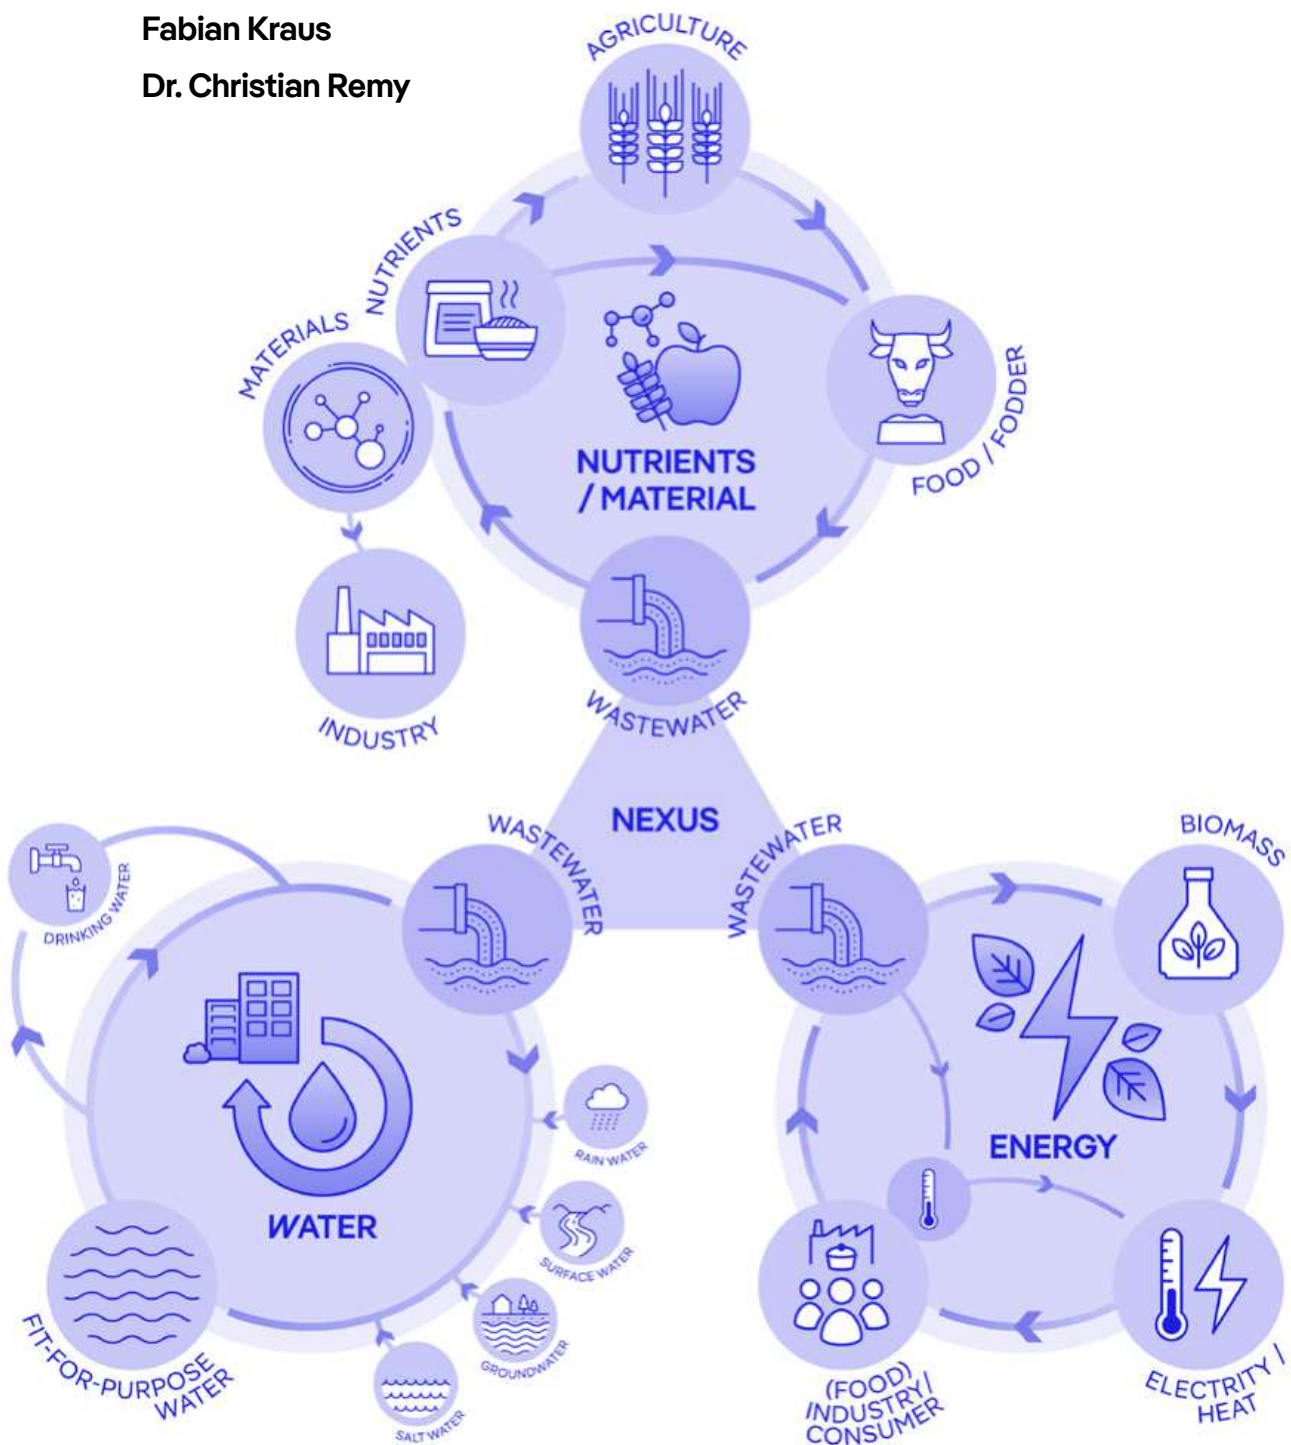 Fabian Kraus
Dr. Christian Remy
AGRICULTURE
NUTRIENTS
MATERIALS
FOOD / FODDER
NUTRIENTS
/ MATERIAL
INDUSTRY
WASTEWATER
NEXUS
WASTEWATER
WASTEWATER
BIOMASS
DRINKING WATER
RAIN WATER
ENERGY
WATER
SURFACE WATER
GROUNDWATER
FIT-FOR-PURPOSE
WATER
SALT WATER
(FOOD)
INDUSTRY/
CONSUMER
ELECTRITY /
HEAT